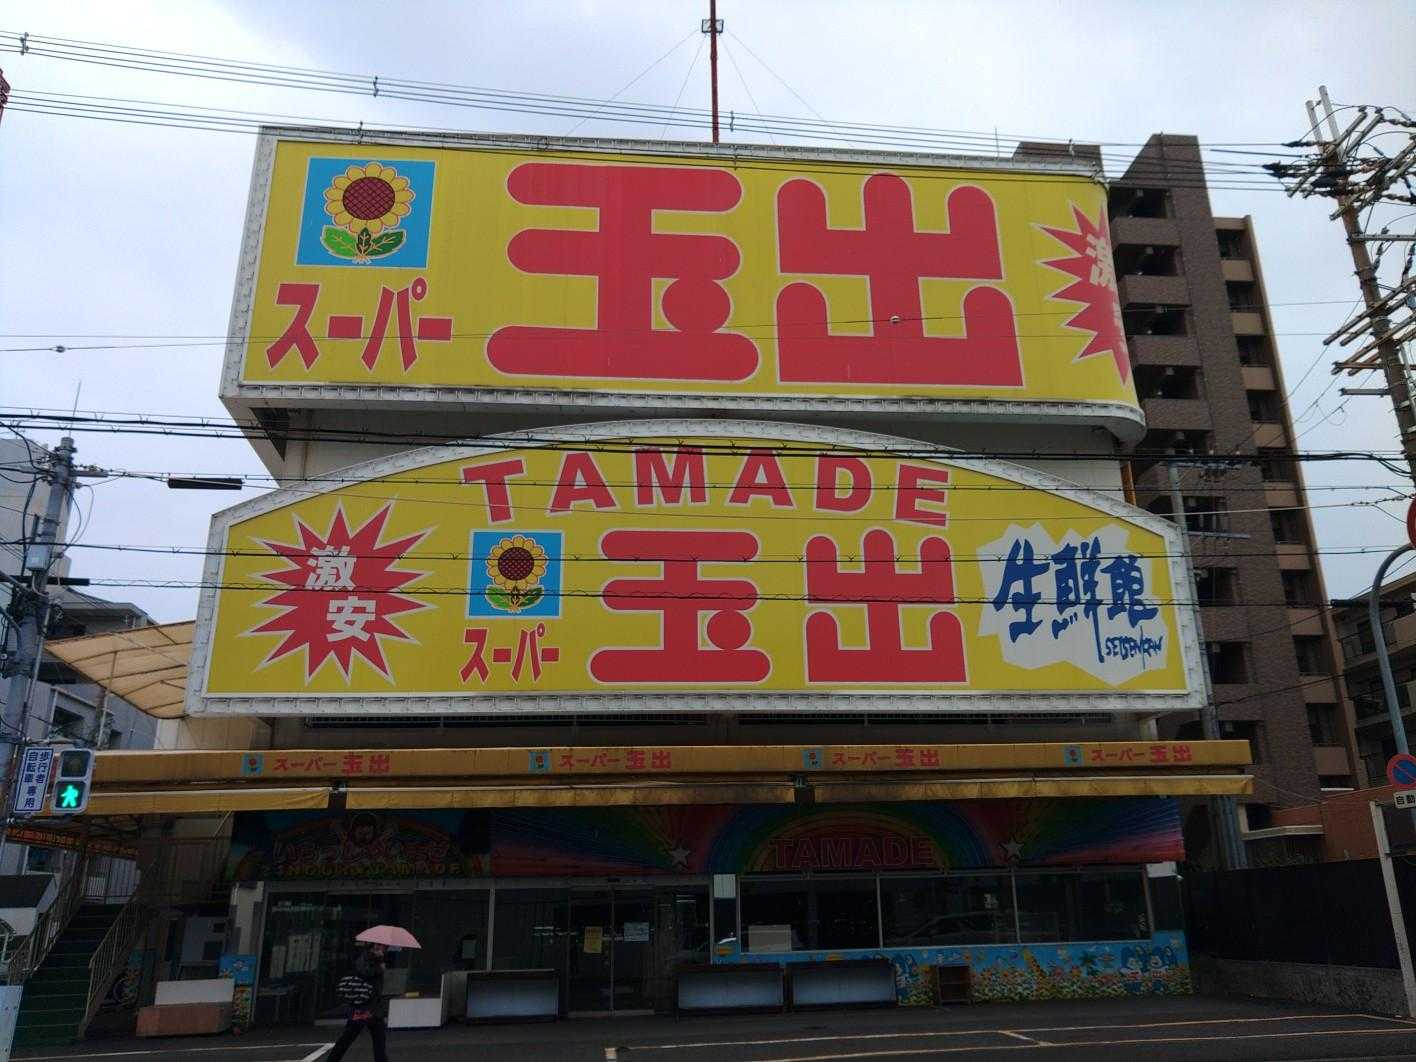 スーパー 玉出
激
TAMADE
激安
スーパー 玉出
生鮮館
SEISENKAN
スーパー玉出 スーパー玉出 スーパー玉出 スーパー玉出
TAMADE
歩行者
自転車専用